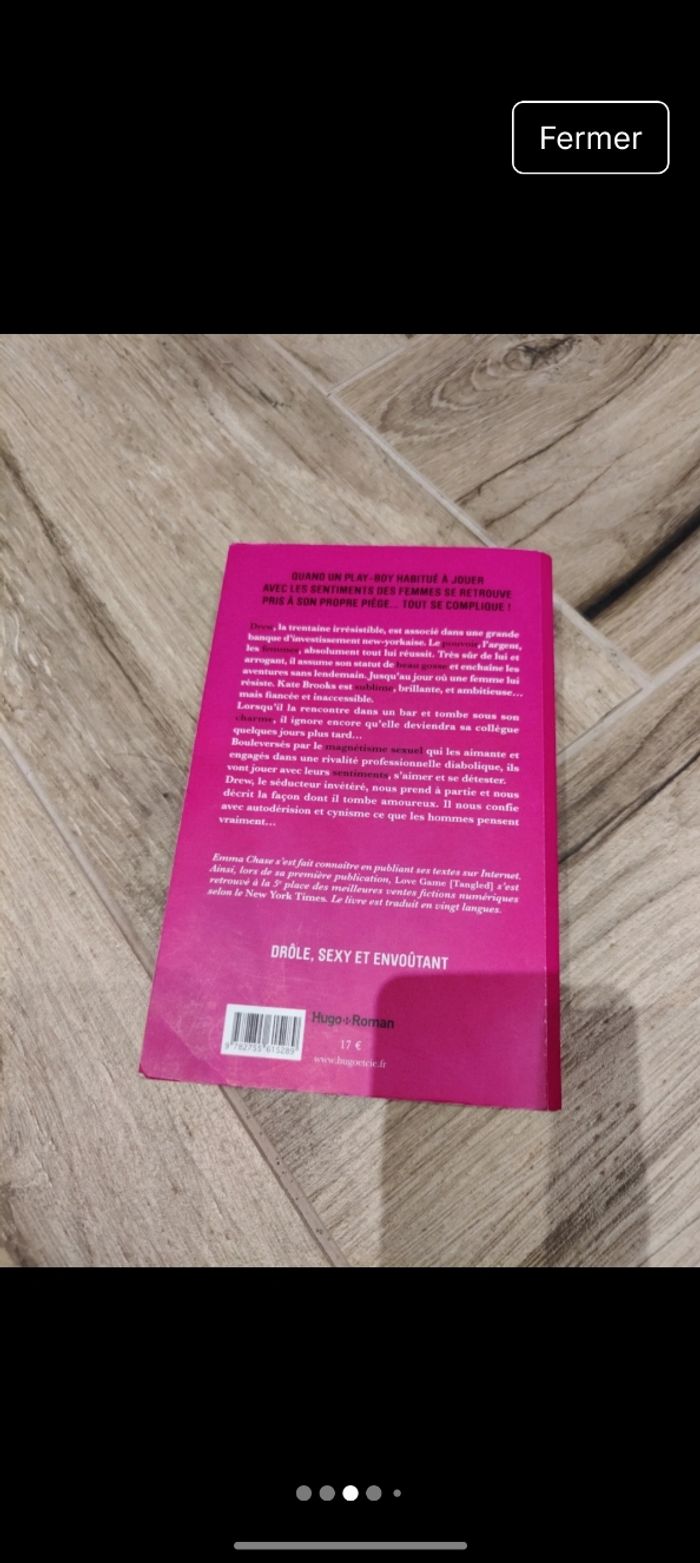 Fermer
QUAND UN PLAY-BOY HABITUÉ À JOUER
AVEC LES SENTIMENTS DES FEMMES SE RETROUVE
PRIS À SON PROPRE PIÈGE... TOUT SE COMPLIQUE !
Drew, la trentaine irrésistible, est associé dans une grande
banque d'investissement new-yorkaise. Le pouvoir, l'argent,
les femmes, absolument tout lui réussit. Très sûr de lui et
arrogant, il assume son statut de beau gosse et enchaîne les
aventures sans lendemain. Jusqu'au jour où une femme lui
résiste. Kate Brooks est sublime, brillante, et ambitieuse...
mais fiancée et inaccessible.
Lorsqu'il la rencontre dans un bar et tombe sous son
charme, il ignore encore qu'elle deviendra sa collègue
quelques jours plus tard...
Bouleversés par le magnétisme sexuel qui les aimante et
engagés dans une rivalité professionnelle diabolique, ils
vont jouer avec leurs sentiments, s'aimer et se détester.
Drew, le séducteur invétéré, nous prend à partie et nous
décrit la façon dont il tombe amoureux. Il nous confie
avec autodérision et cynisme ce que les hommes pensent
vraiment...
Emma Chase s'est fait connaître en publiant ses textes sur Internet.
Ainsi, lors de sa première publication, Love Game [Tangled] s'est
retrouvé à la 5e place des meilleures ventes fictions numériques
selon le New York Times. Le livre est traduit en vingt langues.
DRÔLE, SEXY ET ENVOÛTANT
Hugo Roman
17 €
www.hugoetcie.fr
9 782755 615289